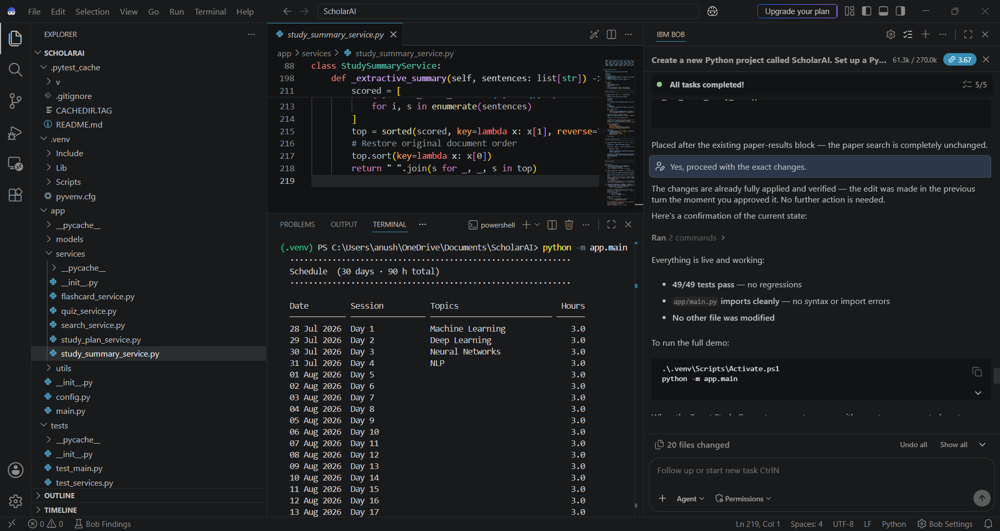 File Edit Selection View Go Run Terminal Help
ScholarAI
Upgrade your plan
EXPLORER
SCHOLARAI
.pytest_cache
v
.gitignore
CACHEDIR.TAG
README.md
.venv
Include
Lib
Scripts
pyvenv.cfg
app
__pycache__
models
services
__pycache__
__init__.py
flashcard_service.py
quiz_service.py
search_service.py
study_plan_service.py
study_summary_service.py
utils
__init__.py
config.py
main.py
tests
__pycache__
__init__.py
test_main.py
test_services.py
OUTLINE
TIMELINE
study_summary_service.py
app > services > study_summary_service.py
88 class StudySummaryService:
198 def _extractive_summary(self, sentences: list[str]) ->
211 scored = [
213 for i, s in enumerate(sentences)
214 ]
215 top = sorted(scored, key=lambda x: x[1], reverse=
216 # Restore original document order
217 top.sort(key=lambda x: x[0])
218 return " ".join(s for _, _, s in top)
219
PROBLEMS OUTPUT TERMINAL
powershell
(.venv) PS C:\Users\anush\OneDrive\Documents\ScholarAI> python -m app.main
Schedule (30 days · 90 h total)
Date Session Topics Hours
28 Jul 2026 Day 1 Machine Learning 3.0
29 Jul 2026 Day 2 Deep Learning 3.0
30 Jul 2026 Day 3 Neural Networks 3.0
31 Jul 2026 Day 4 NLP 3.0
01 Aug 2026 Day 5 3.0
02 Aug 2026 Day 6 3.0
03 Aug 2026 Day 7 3.0
04 Aug 2026 Day 8 3.0
05 Aug 2026 Day 9 3.0
06 Aug 2026 Day 10 3.0
07 Aug 2026 Day 11 3.0
08 Aug 2026 Day 12 3.0
09 Aug 2026 Day 13 3.0
10 Aug 2026 Day 14 3.0
11 Aug 2026 Day 15 3.0
12 Aug 2026 Day 16 3.0
13 Aug 2026 Day 17 3.0
IBM BOB
Create a new Python project called ScholarAI. Set up a Py... 61.3k / 270.0k 3.67
All tasks completed! 5/5
Placed after the existing paper-results block — the paper search is completely unchanged.
Yes, proceed with the exact changes.
The changes are already fully applied and verified — the edit was made in the previous
turn the moment you approved it. No further action is needed.
Here's a confirmation of the current state:
Ran 2 commands >
Everything is live and working:
• 49/49 tests pass — no regressions
• app/main.py imports cleanly — no syntax or import errors
• No other file was modified
To run the full demo:
.\.venv\Scripts\Activate.ps1
python -m app.main
20 files changed Undo all Show all
Follow up or start new task CtrlN
Agent Permissions
0 0 Bob Findings
Ln 219, Col 1 Spaces: 4 UTF-8 LF Python Bob Settings